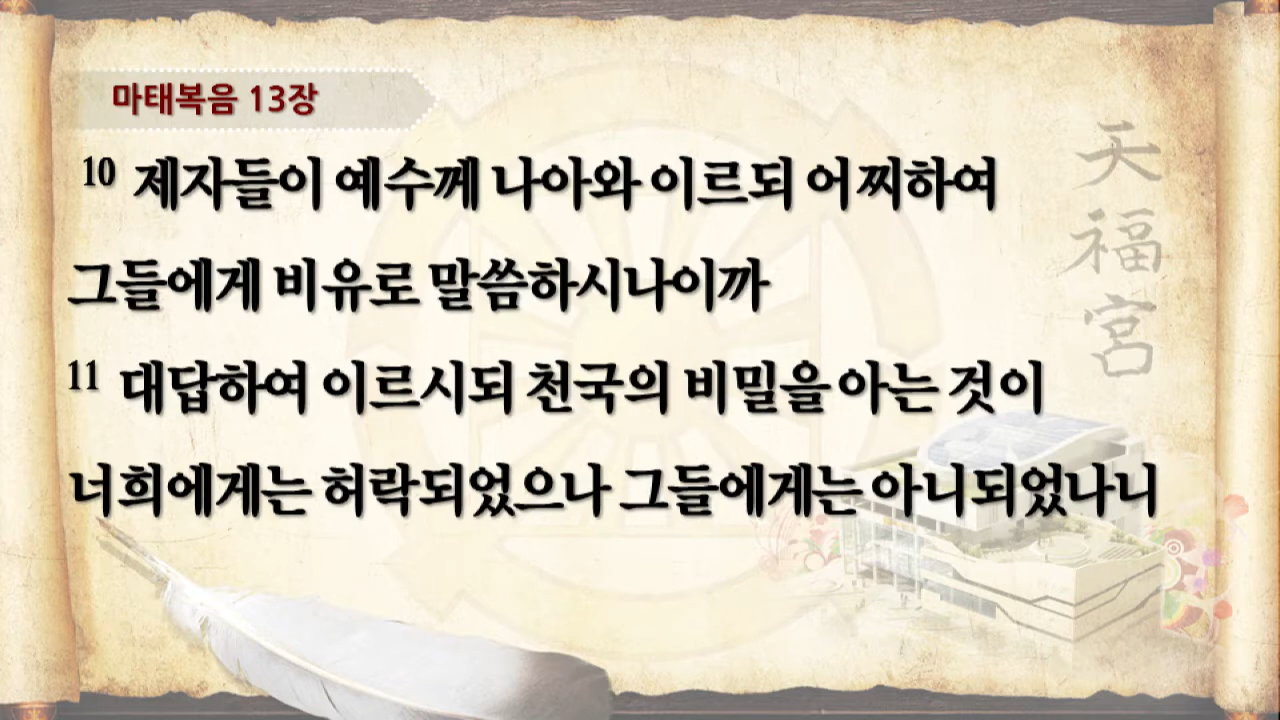 마태복음 13장
10 제자들이 예수께 나아와 이르되 어찌하여
그들에게 비유로 말씀하시나이까
11 대답하여 이르시되 천국의 비밀을 아는 것이
너희에게는 허락되었으나 그들에게는 아니되었나니
天
福
宮